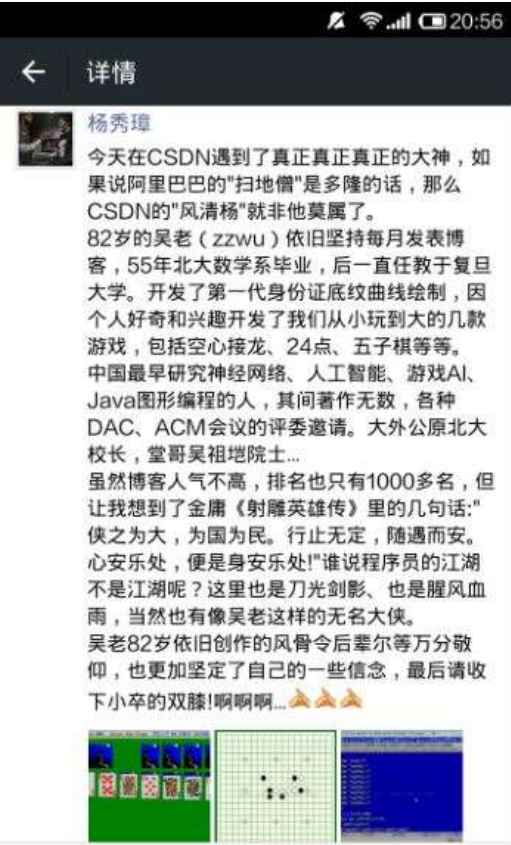 20:56
详情
杨秀璋
今天在CSDN遇到了真正真正真正的大神，如
果说阿里巴巴的"扫地僧"是多隆的话，那么
CSDN的"风清杨"就非他莫属了。
82岁的吴老（zzwu）依旧坚持每月发表博
客，55年北大数学系毕业，后一直任教于复旦
大学。开发了第一代身份证底纹曲线绘制，因
个人好奇和兴趣开发了我们从小玩到大的几款
游戏，包括空心接龙、24点、五子棋等等。
中国最早研究神经网络、人工智能、游戏AI、
Java图形编程的人，其间著作无数，各种
DAC、ACM会议的评委邀请。大外公原北大
校长，堂哥吴祖垲院士...
虽然博客人气不高，排名也只有1000多名，但
让我想到了金庸《射雕英雄传》里的几句话:"
侠之为大，为国为民。行止无定，随遇而安。
心安乐处，便是身安乐处!"谁说程序员的江湖
不是江湖呢？这里也是刀光剑影、也是腥风血
雨，当然也有像吴老这样的无名大侠。
吴老82岁依旧创作的风骨令后辈尔等万分敬
仰，也更加坚定了自己的一些信念，最后请收
下小卒的双膝!啊啊啊...